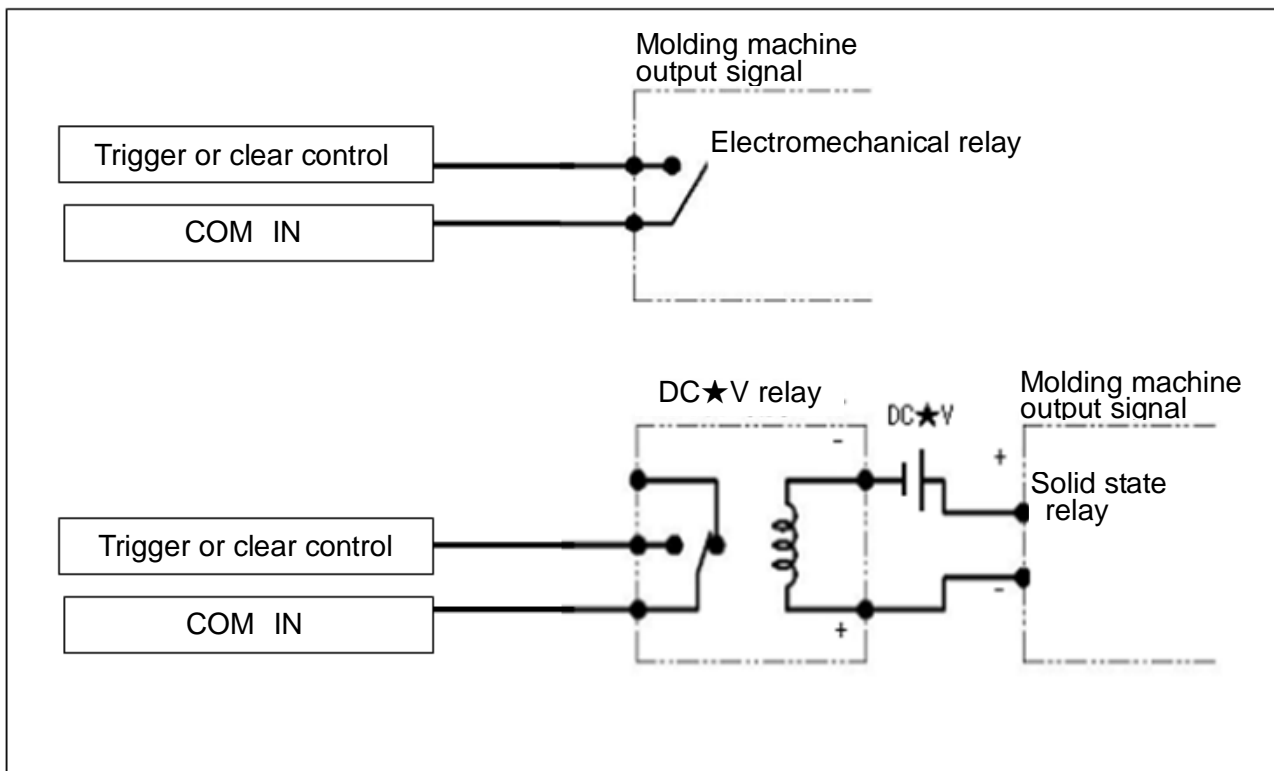 Molding machine
output signal
Electromechanical relay
Trigger or clear control
COM IN
DC★V relay
DC★V
Molding machine
output signal
-
+
Solid state
relay
Trigger or clear control
-
COM IN
+